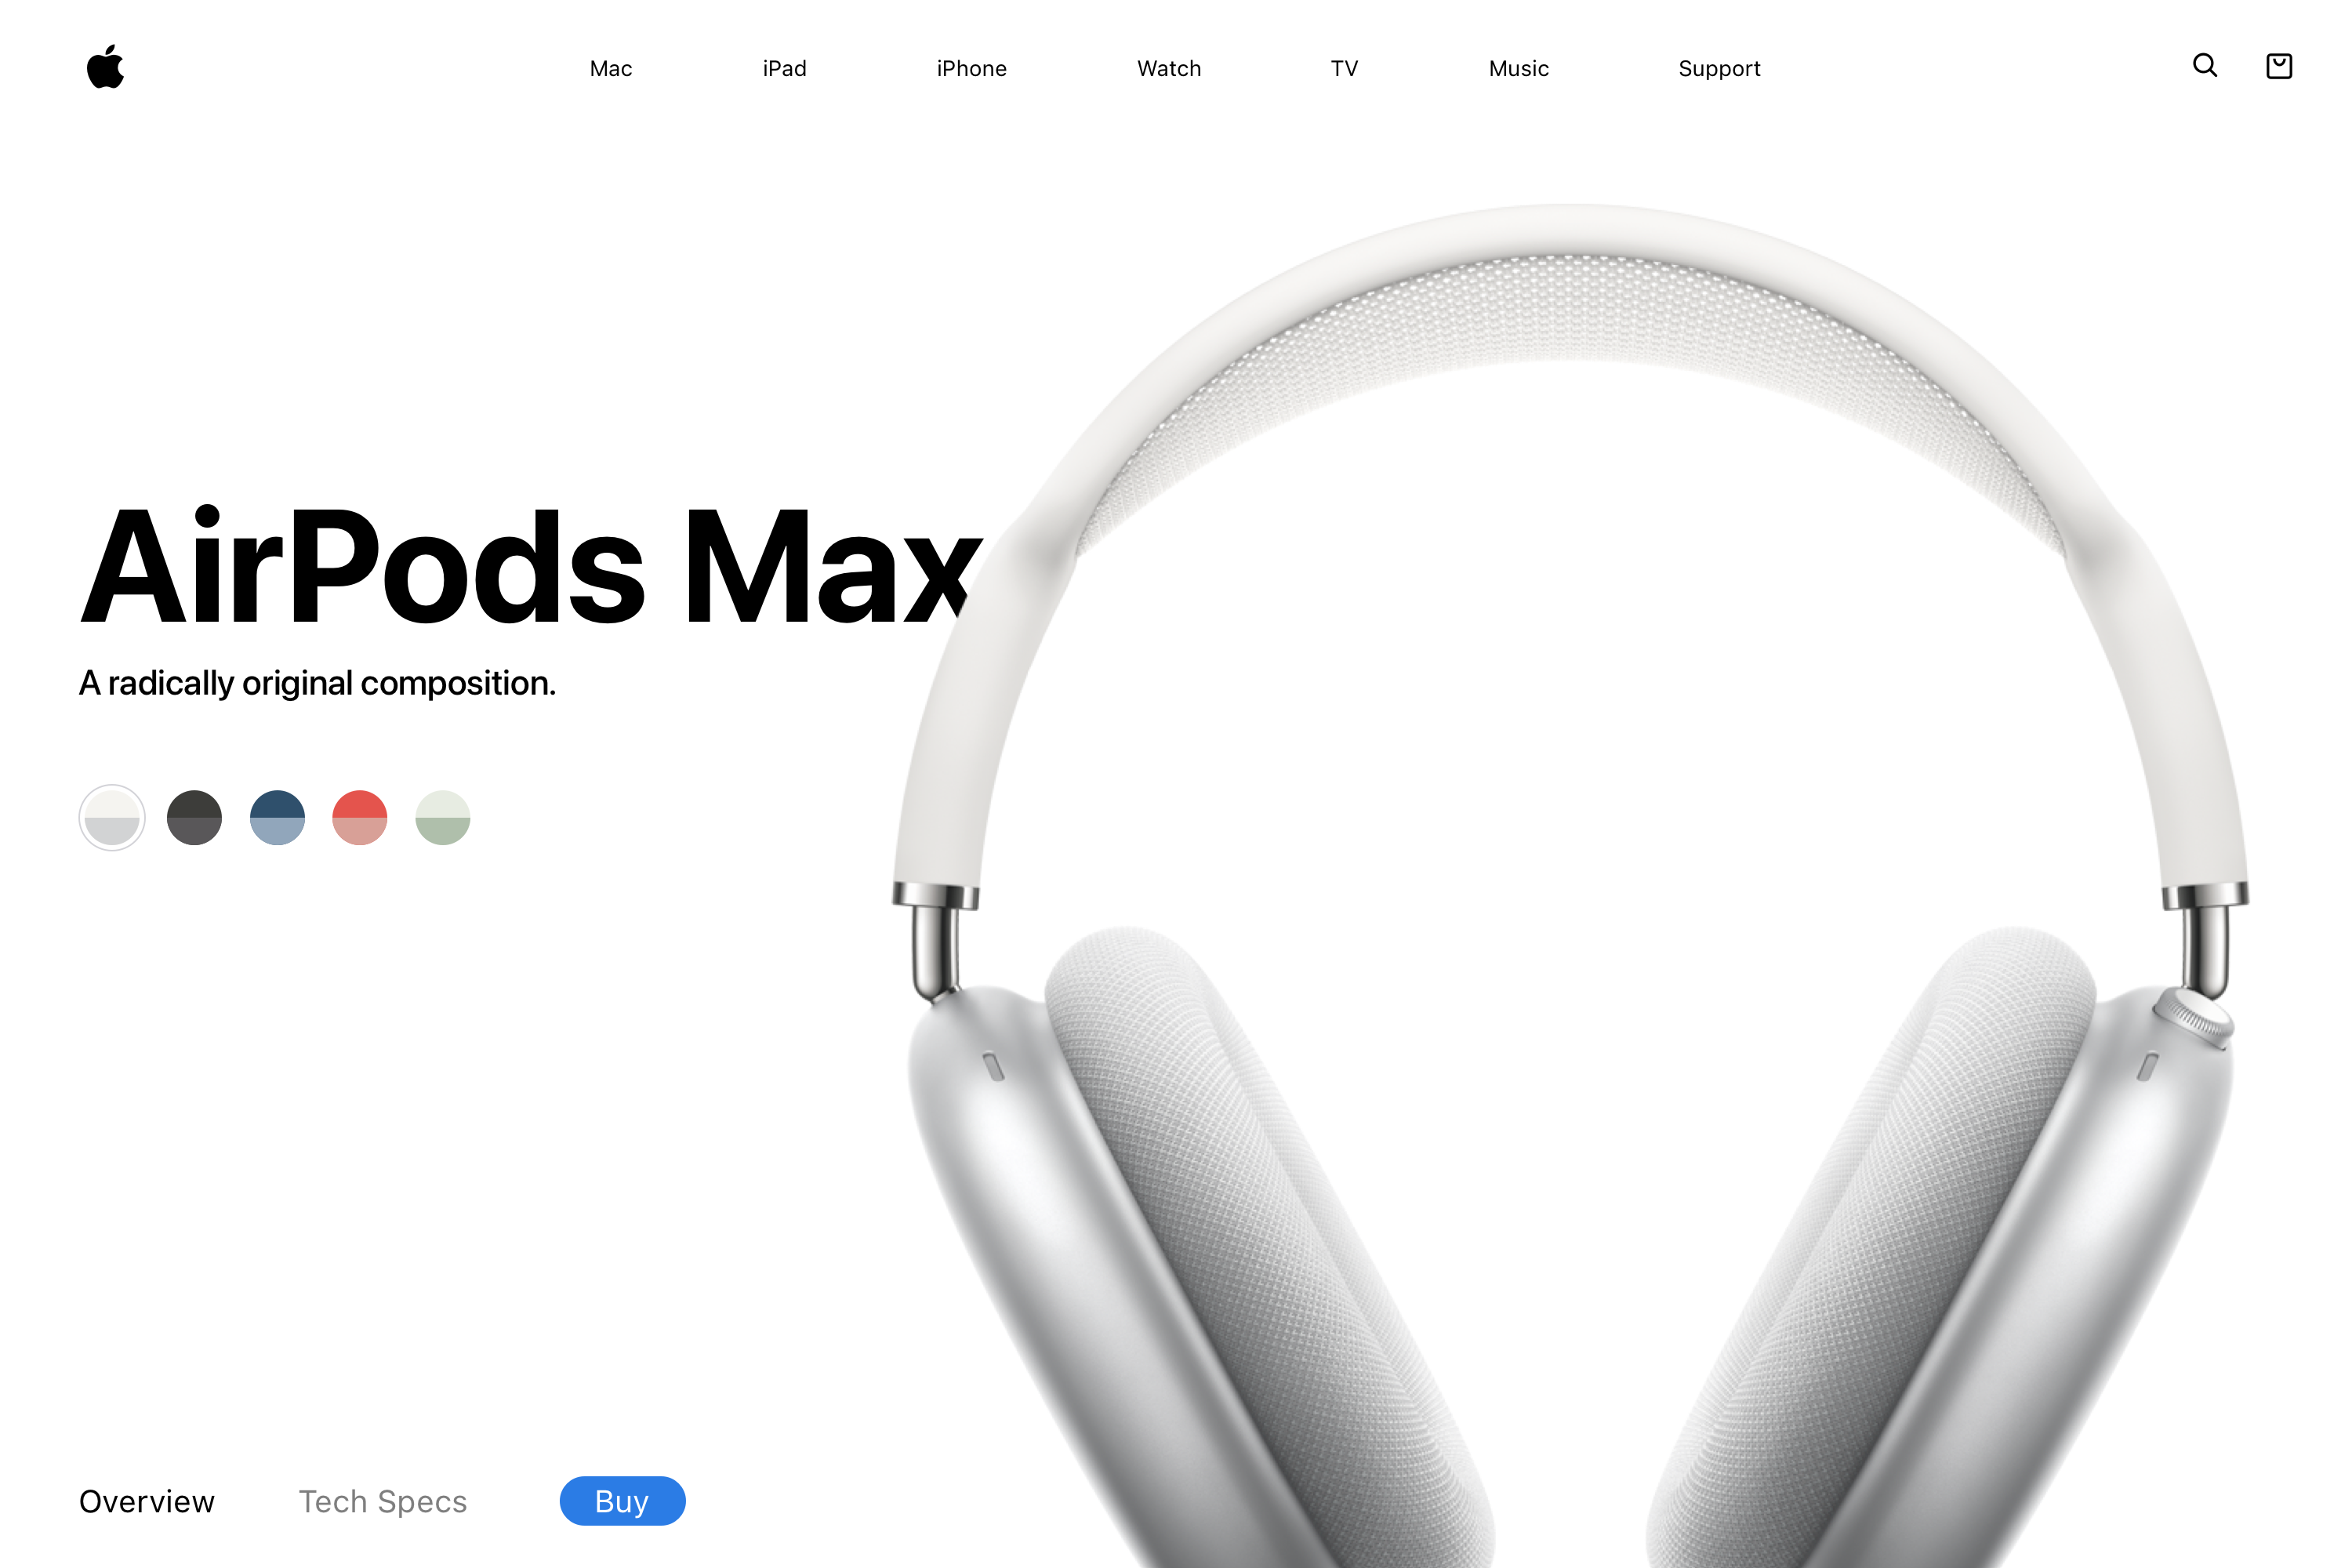 Mac iPad iPhone Watch TV Music Support
AirPods Max
A radically original composition.
Overview Tech Specs Buy